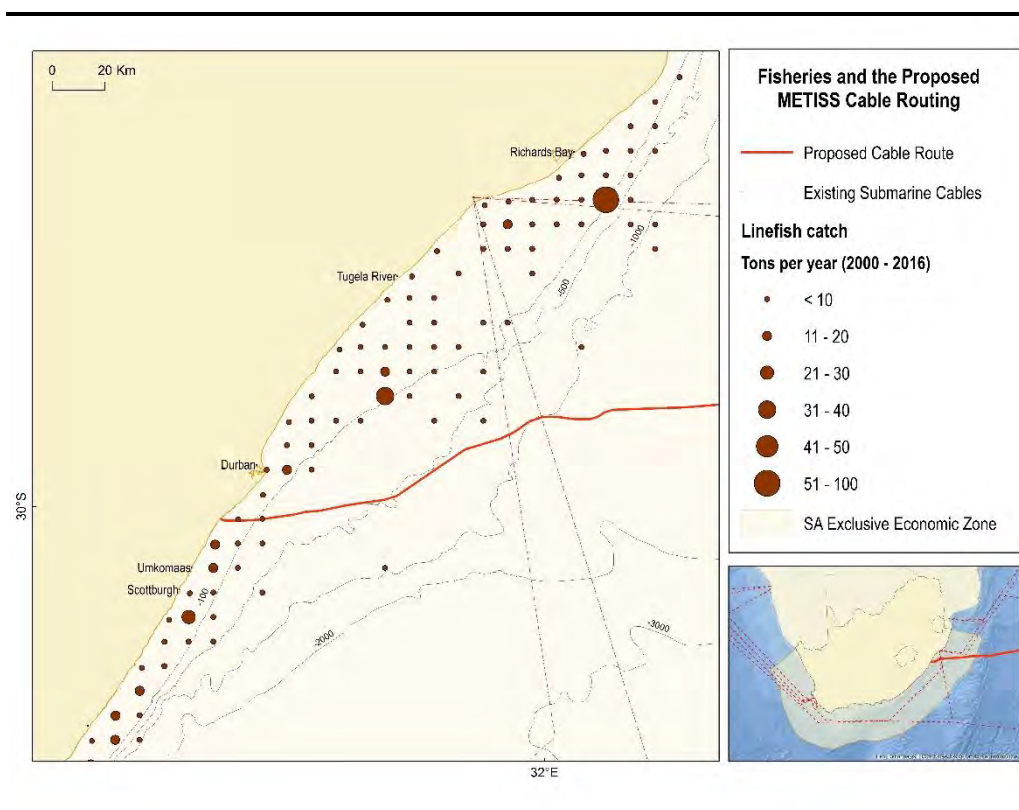 0 20 Km
Richards Bay
-1000
Tugela River
-500
Durban
30°S
Umkomaas
Scottburgh
-100
-2000
-3000
32°E
Fisheries and the Proposed
METISS Cable Routing
Proposed Cable Route
Existing Submarine Cables
Linefish catch
Tons per year (2000 - 2016)
< 10
11 - 20
21 - 30
31 - 40
41 - 50
51 - 100
SA Exclusive Economic Zone